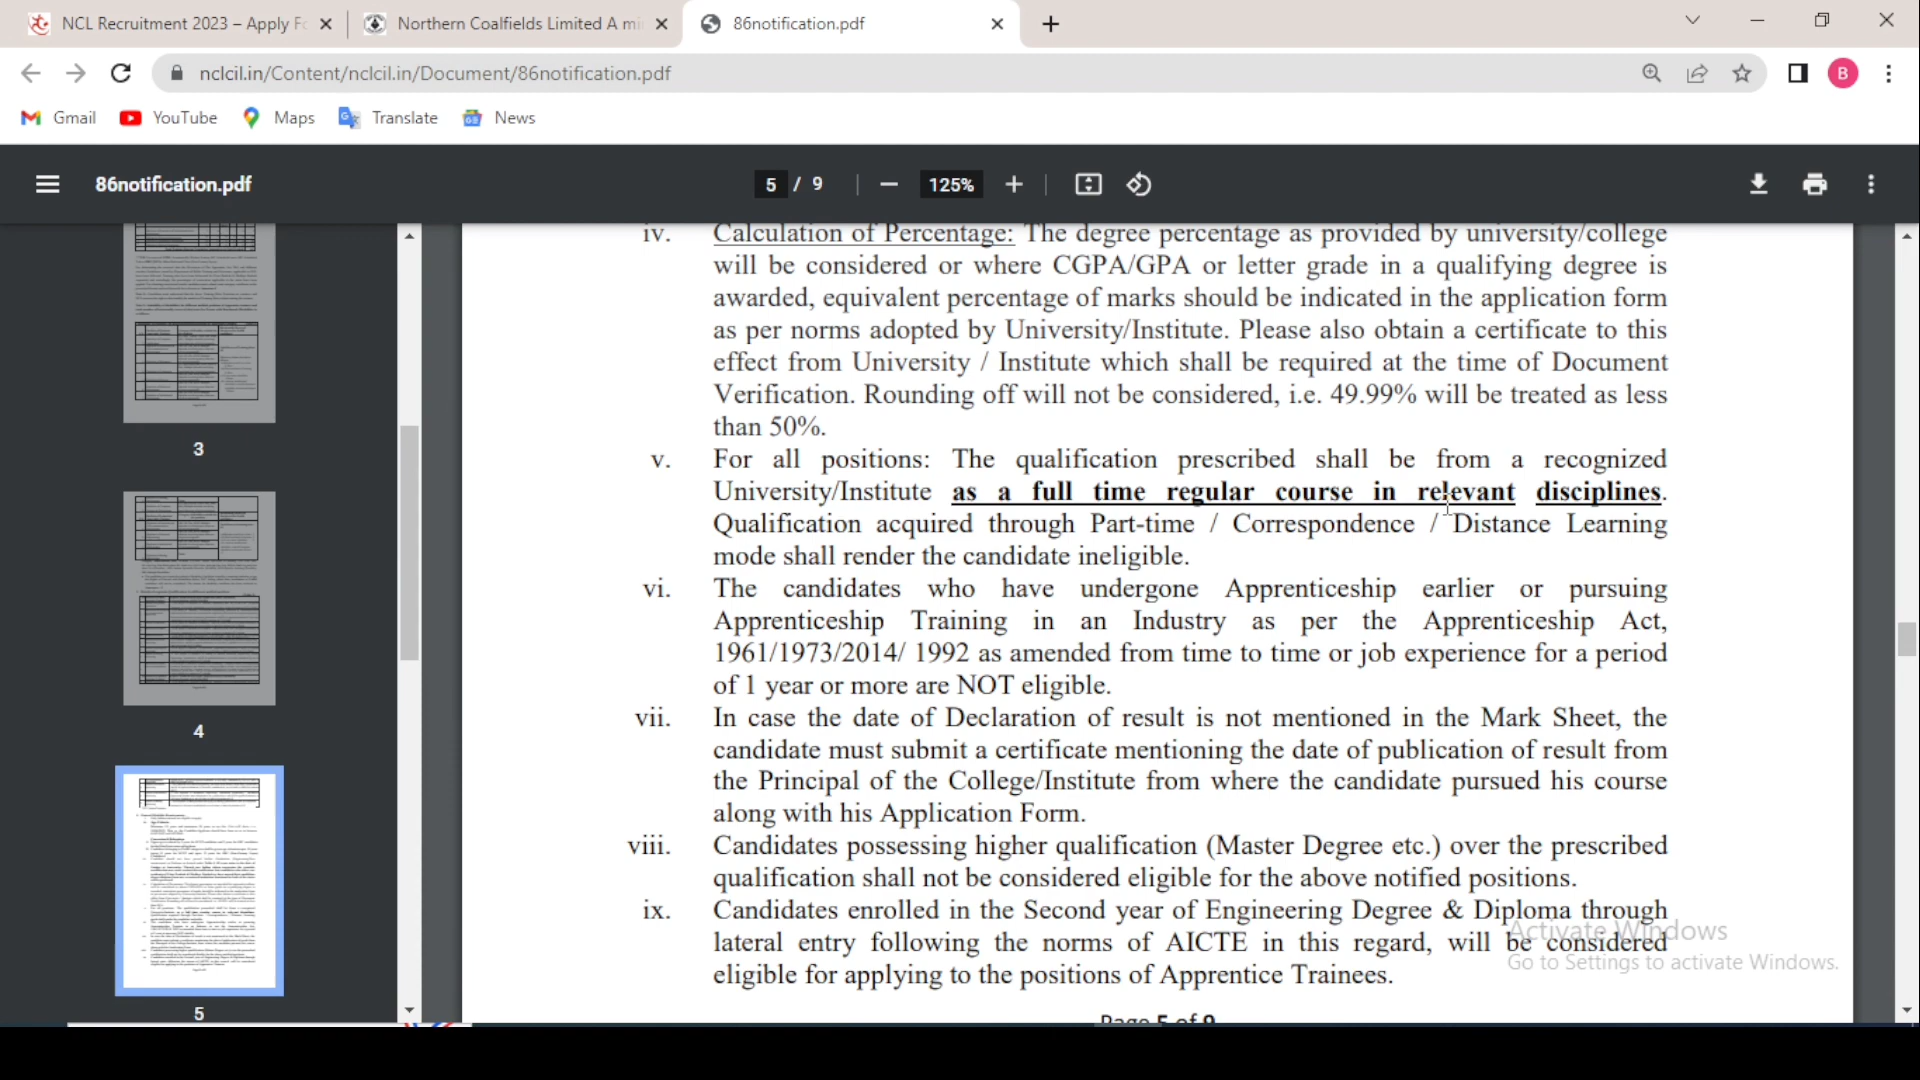 NCL Recruitment 2023 – Apply Fo
Northern Coalfields Limited A mi
86notification.pdf
nclcil.in/Content/nclcil.in/Document/86notification.pdf
B
Gmail
YouTube
Maps
Translate
News
86notification.pdf
5 / 9
125%
3
4
5
iv. Calculation of Percentage: The degree percentage as provided by university/college
will be considered or where CGPA/GPA or letter grade in a qualifying degree is
awarded, equivalent percentage of marks should be indicated in the application form
as per norms adopted by University/Institute. Please also obtain a certificate to this
effect from University / Institute which shall be required at the time of Document
Verification. Rounding off will not be considered, i.e. 49.99% will be treated as less
than 50%.
v. For all positions: The qualification prescribed shall be from a recognized
University/Institute as a full time regular course in relevant disciplines.
Qualification acquired through Part-time / Correspondence / Distance Learning
mode shall render the candidate ineligible.
vi. The candidates who have undergone Apprenticeship earlier or pursuing
Apprenticeship Training in an Industry as per the Apprenticeship Act,
1961/1973/2014/ 1992 as amended from time to time or job experience for a period
of 1 year or more are NOT eligible.
vii. In case the date of Declaration of result is not mentioned in the Mark Sheet, the
candidate must submit a certificate mentioning the date of publication of result from
the Principal of the College/Institute from where the candidate pursued his course
along with his Application Form.
viii. Candidates possessing higher qualification (Master Degree etc.) over the prescribed
qualification shall not be considered eligible for the above notified positions.
ix. Candidates enrolled in the Second year of Engineering Degree & Diploma through
lateral entry following the norms of AICTE in this regard, will be considered
eligible for applying to the positions of Apprentice Trainees.
Page 5 of 9
Activate Windows
Go to Settings to activate Windows.